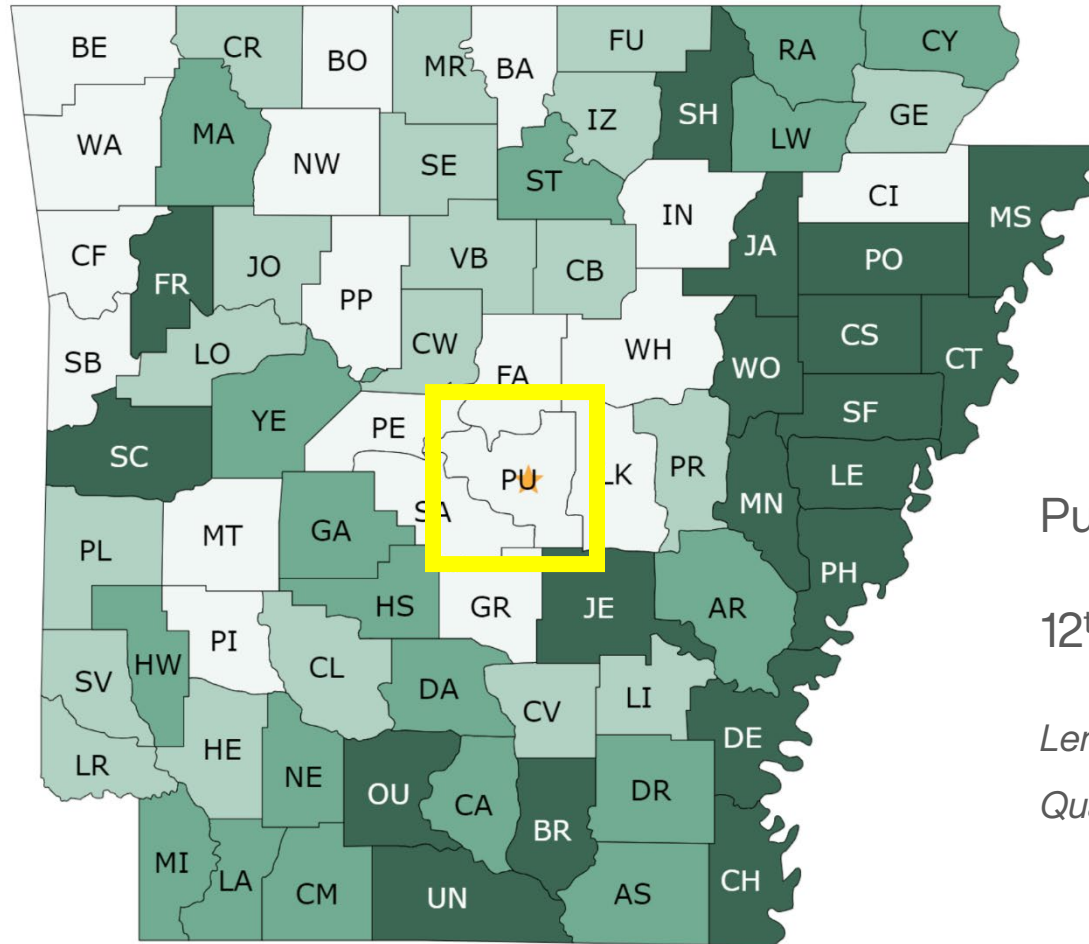 BE CR BO MR BA FU RA CY
WA MA NW SE ST IZ SH LW GE
CF FR JO PP VB CB IN JA CI MS
SB LO CW FA WH WO PO CS CT
SC YE PE PU LK PR MN SF LE
PL MT GA SA HS GR JE AR PH
SV HW PI CL DA CV LI DE
LR HE NE OU CA BR DR
MI LA CM UN AS CH
Pu
12t
Ler
Qu